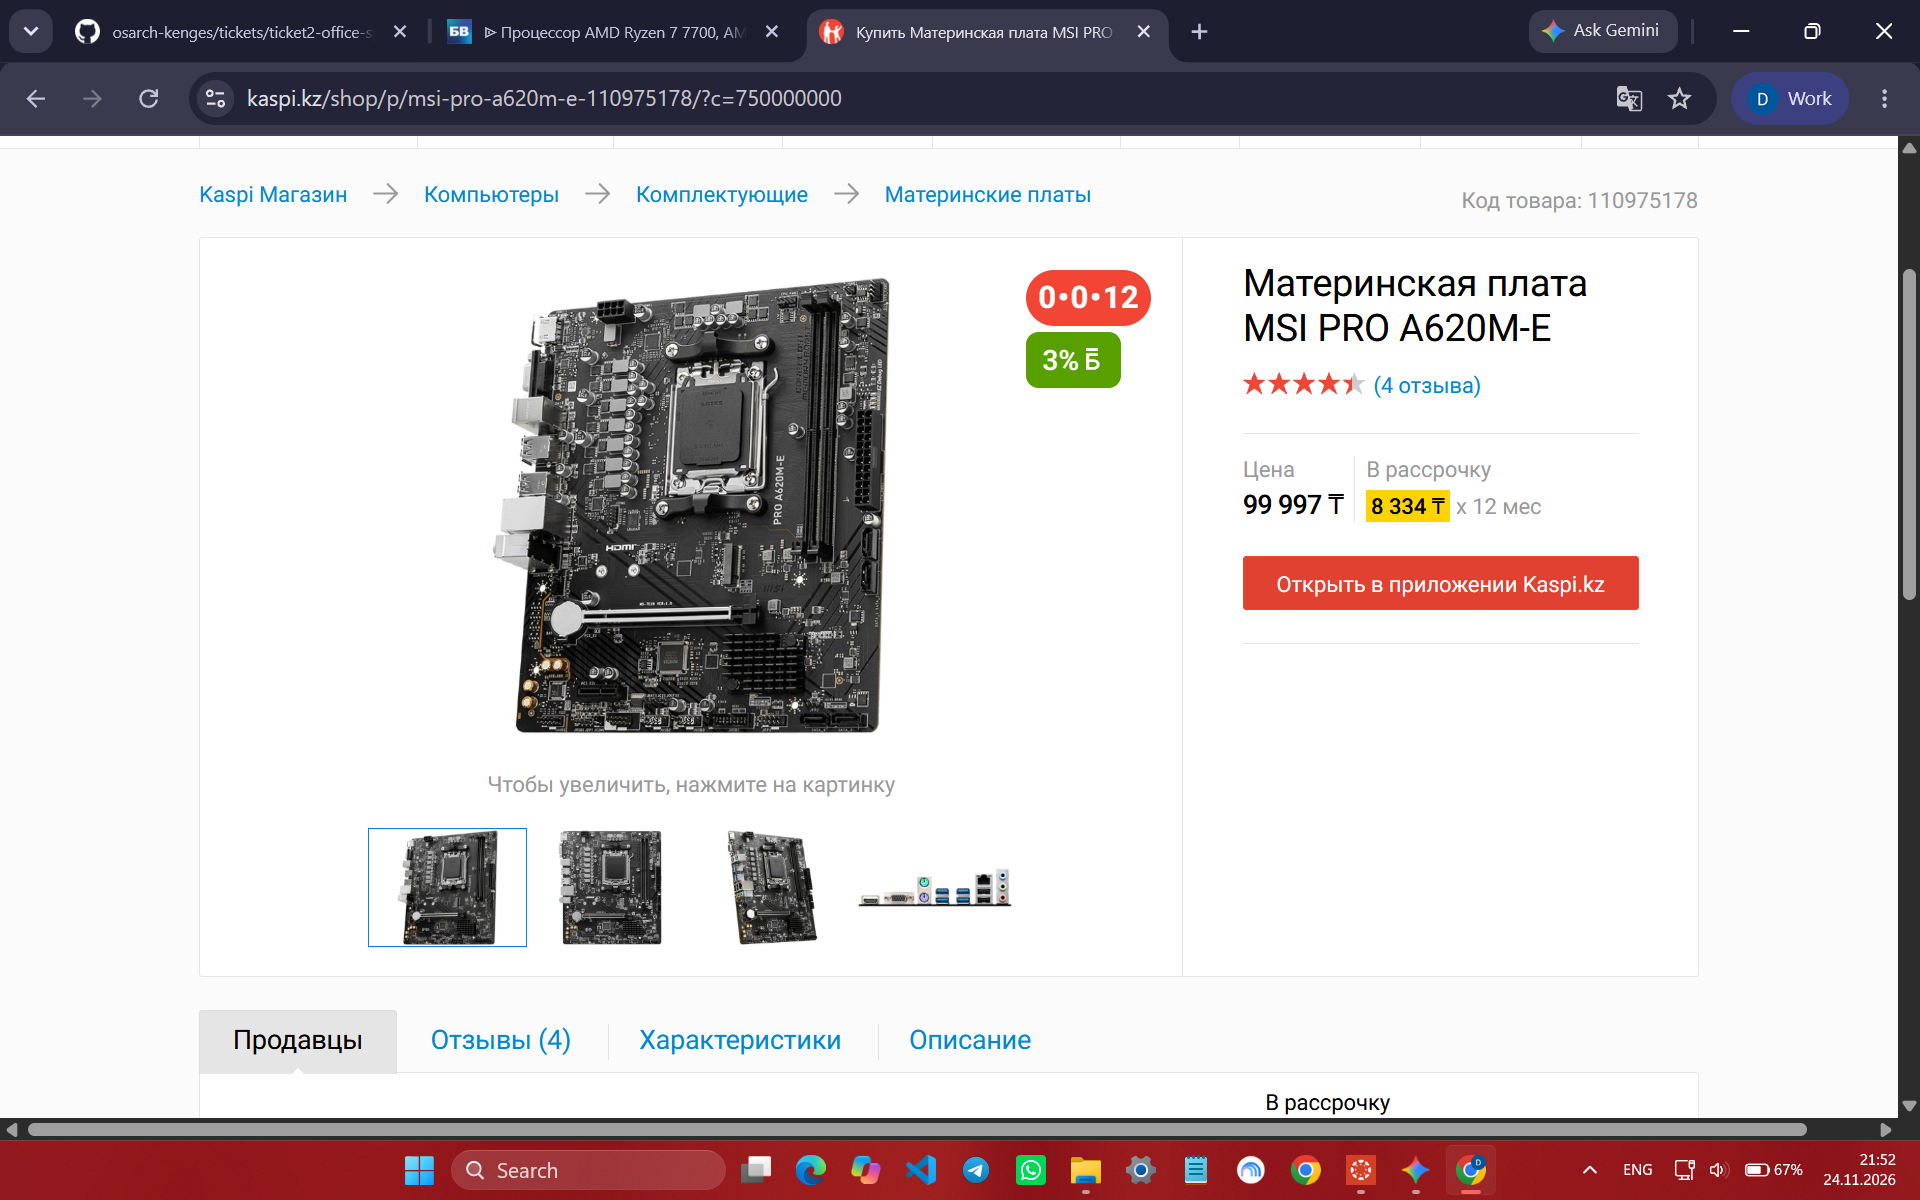 osarch-kenges/tickets/ticket2-office-s
БВ
Процессор AMD Ryzen 7 7700, AM
Купить Материнская плата MSI PRO
Ask Gemini
kaspi.kz/shop/p/msi-pro-a620m-e-110975178/?c=750000000
D Work
Kaspi Магазин
Компьютеры
Комплектующие
Материнские платы
Код товара: 110975178
0•0•12
3% Б
PRO A620M-E
HDMI
Материнская плата
MSI PRO A620M-E
(4 отзыва)
Цена
В рассрочку
99 997 ₸
8 334 ₸ x 12 мес
Открыть в приложении Kaspi.kz
Чтобы увеличить, нажмите на картинку
Продавцы
Отзывы (4)
Характеристики
Описание
В рассрочку
Search
ENG
67%
21:52
24.11.2026